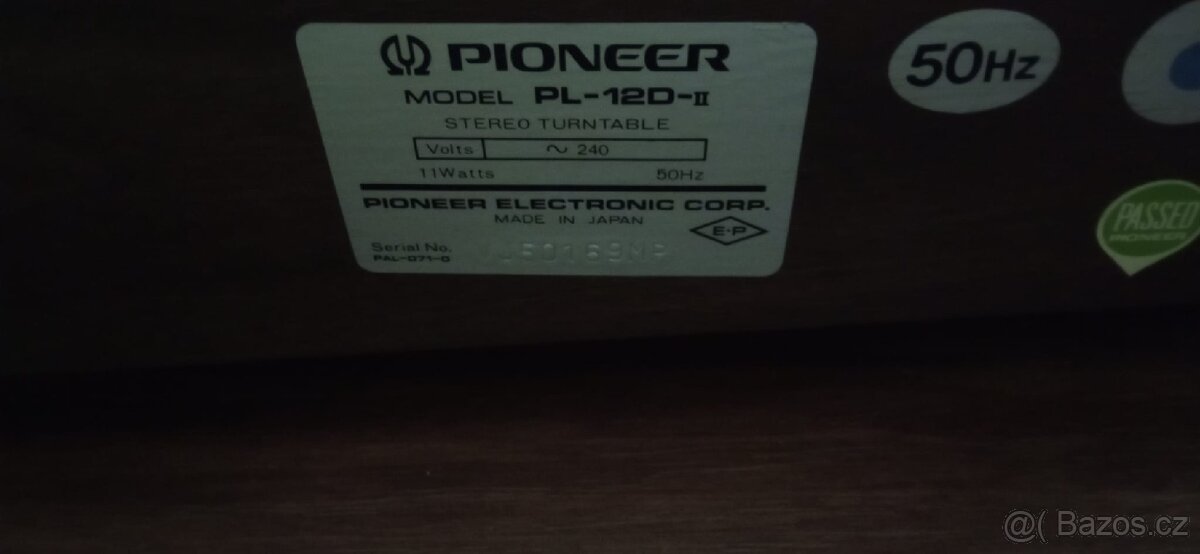 PIONEER
MODEL PL-12D-II
STEREO TURNTABLE
Volts ~ 240
11Watts 50Hz
PIONEER ELECTRONIC CORP.
MADE IN JAPAN
E-P
Serial No.
PAL-071-0
50Hz
PASSED
PIONEER
@( Bazos.cz